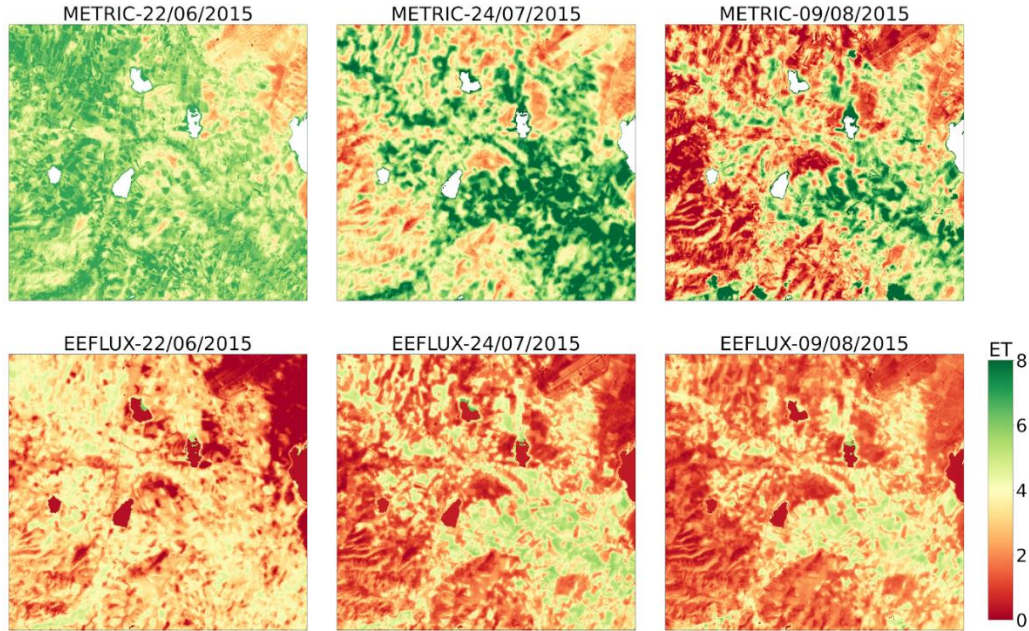 METRIC-22/06/2015
METRIC-24/07/2015
METRIC-09/08/2015
EEFLUX-22/06/2015
EEFLUX-24/07/2015
EEFLUX-09/08/2015
ET
8
6
4
2
0